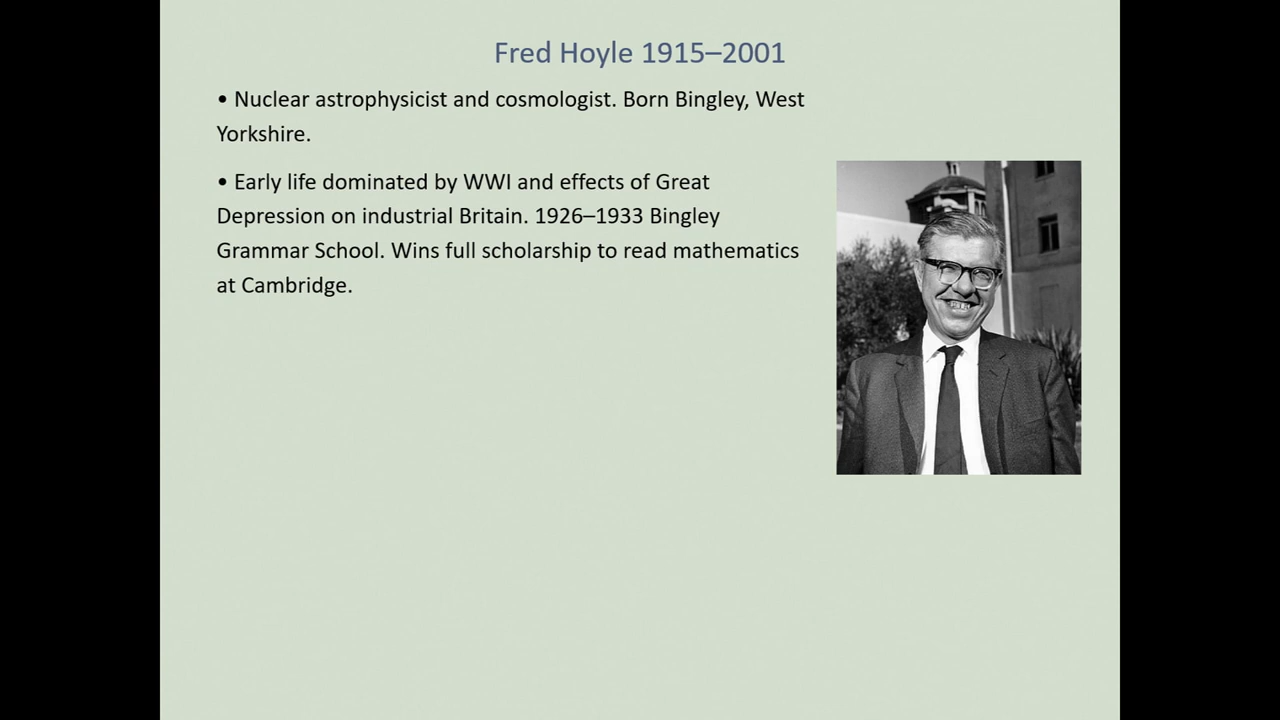 Fred Hoyle 1915–2001
• Nuclear astrophysicist and cosmologist. Born Bingley, West
Yorkshire.
• Early life dominated by WWI and effects of Great
Depression on industrial Britain. 1926–1933 Bingley
Grammar School. Wins full scholarship to read mathematics
at Cambridge.